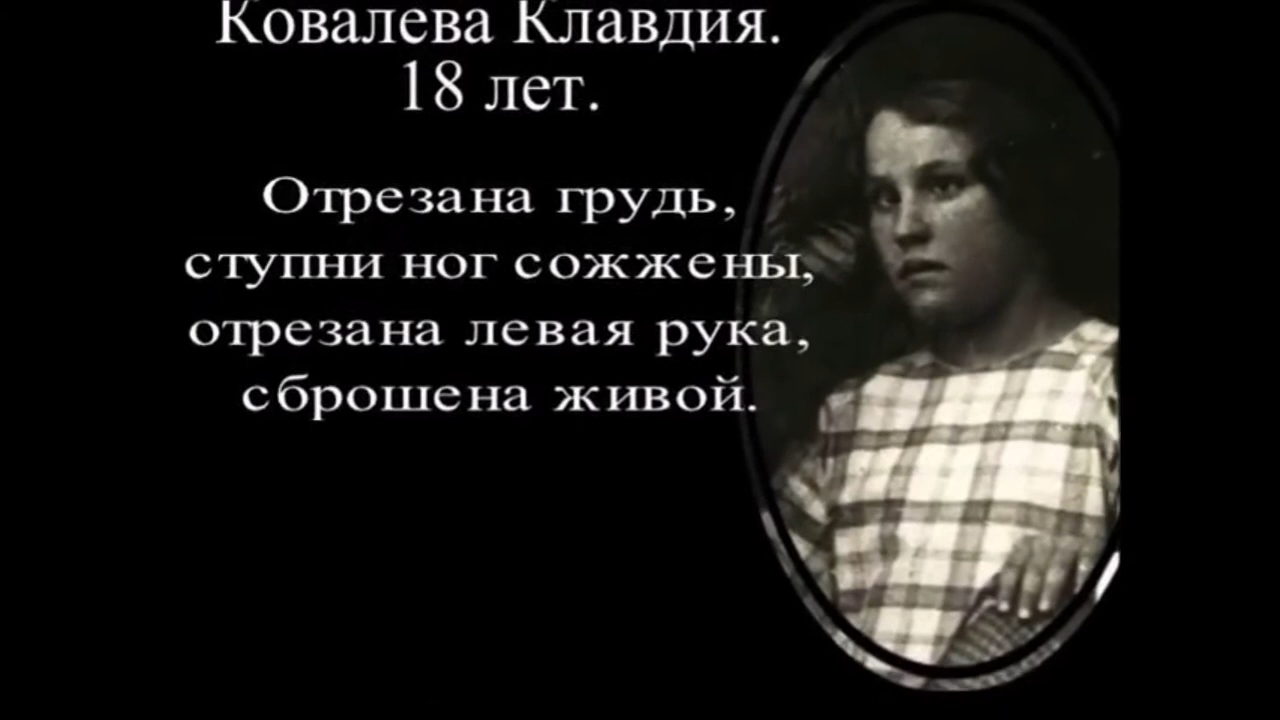 Ковалева Клавдия.
18 лет.
Отрезана грудь,
ступни ног сожжены,
отрезана левая рука,
сброшена живой.